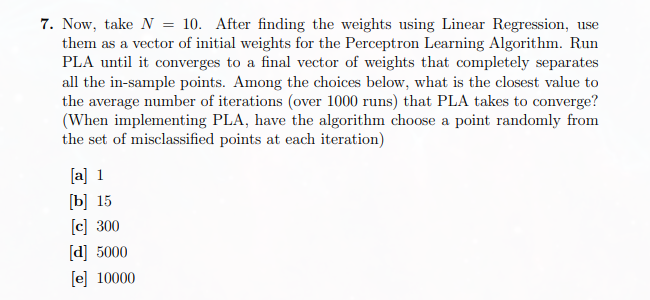 7. Now, take N = 10. After finding the weights using Linear Regression, use
them as a vector of initial weights for the Perceptron Learning Algorithm. Run
PLA until it converges to a final vector of weights that completely separates
all the in-sample points. Among the choices below, what is the closest value to
the average number of iterations (over 1000 runs) that PLA takes to converge?
(When implementing PLA, have the algorithm choose a point randomly from
the set of misclassified points at each iteration)
[a] 1
[b] 15
[c] 300
[d] 5000
[e] 10000